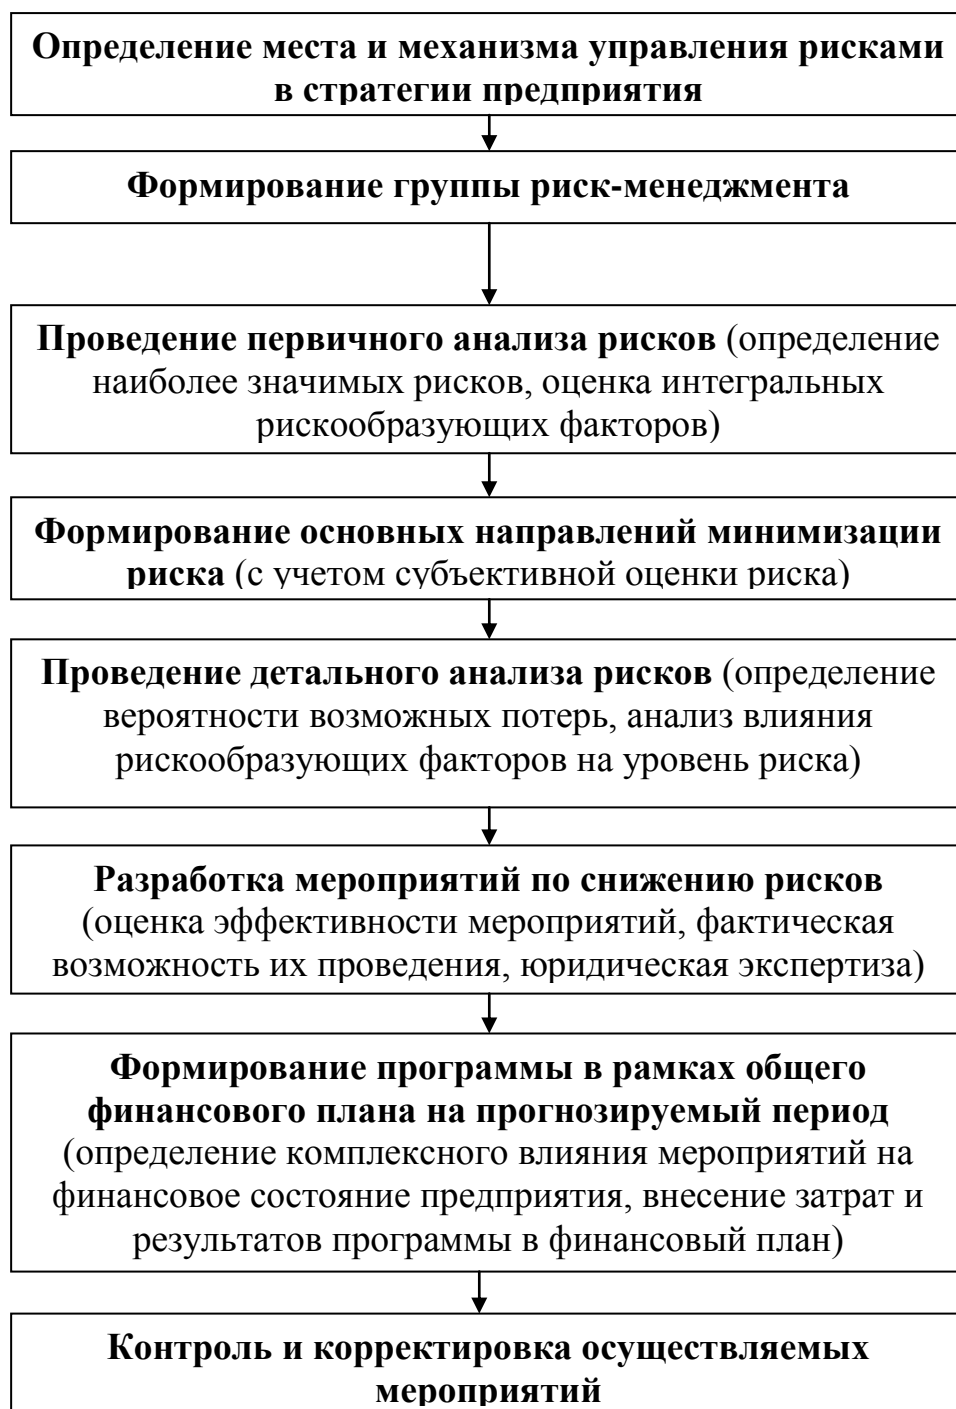 Определение места и механизма управления рисками
в стратегии предприятия
Формирование группы риск-менеджмента
Проведение первичного анализа рисков (определение
наиболее значимых рисков, оценка интегральных
рискообразующих факторов)
Формирование основных направлений минимизации
риска (с учетом субъективной оценки риска)
Проведение детального анализа рисков (определение
вероятности возможных потерь, анализ влияния
рискообразующих факторов на уровень риска)
Разработка мероприятий по снижению рисков
(оценка эффективности мероприятий, фактическая
возможность их проведения, юридическая экспертиза)
Формирование программы в рамках общего
финансового плана на прогнозируемый период
(определение комплексного влияния мероприятий на
финансовое состояние предприятия, внесение затрат и
результатов программы в финансовый план)
Контроль и корректировка осуществляемых
мероприятий